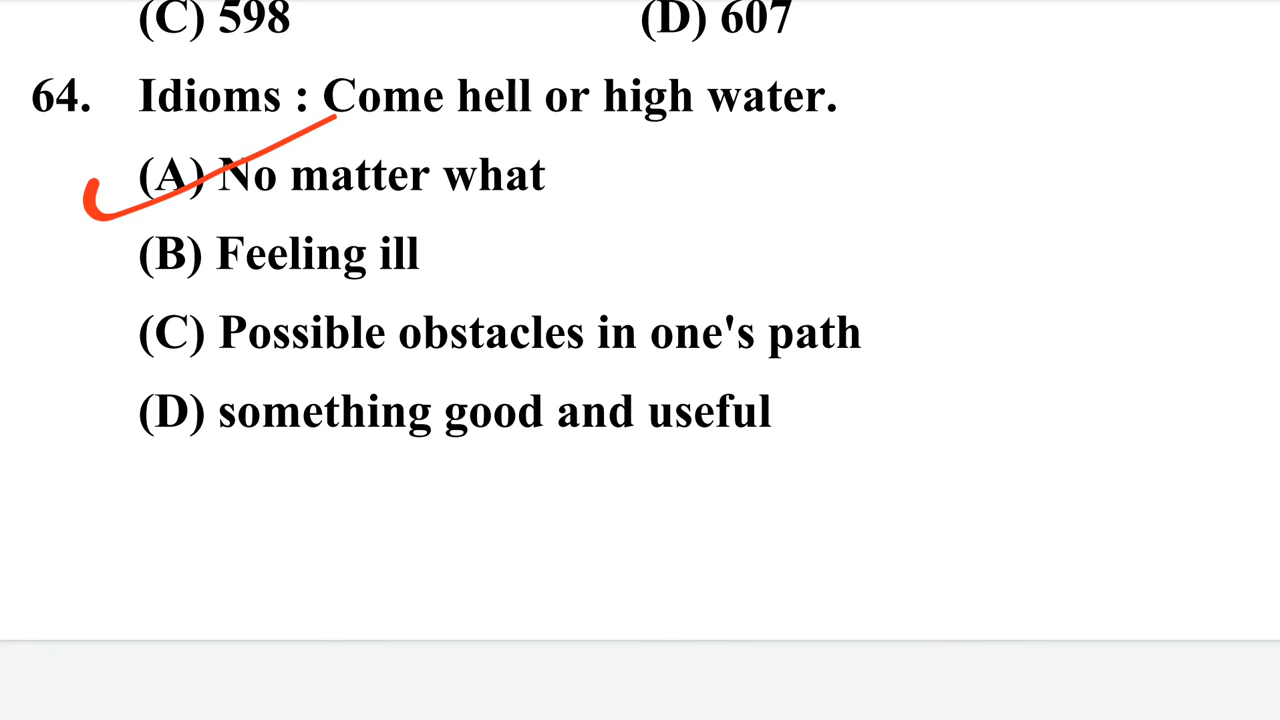 (C) 598 (D) 607
64. Idioms : Come hell or high water.
(A) No matter what
(B) Feeling ill
(C) Possible obstacles in one's path
(D) something good and useful